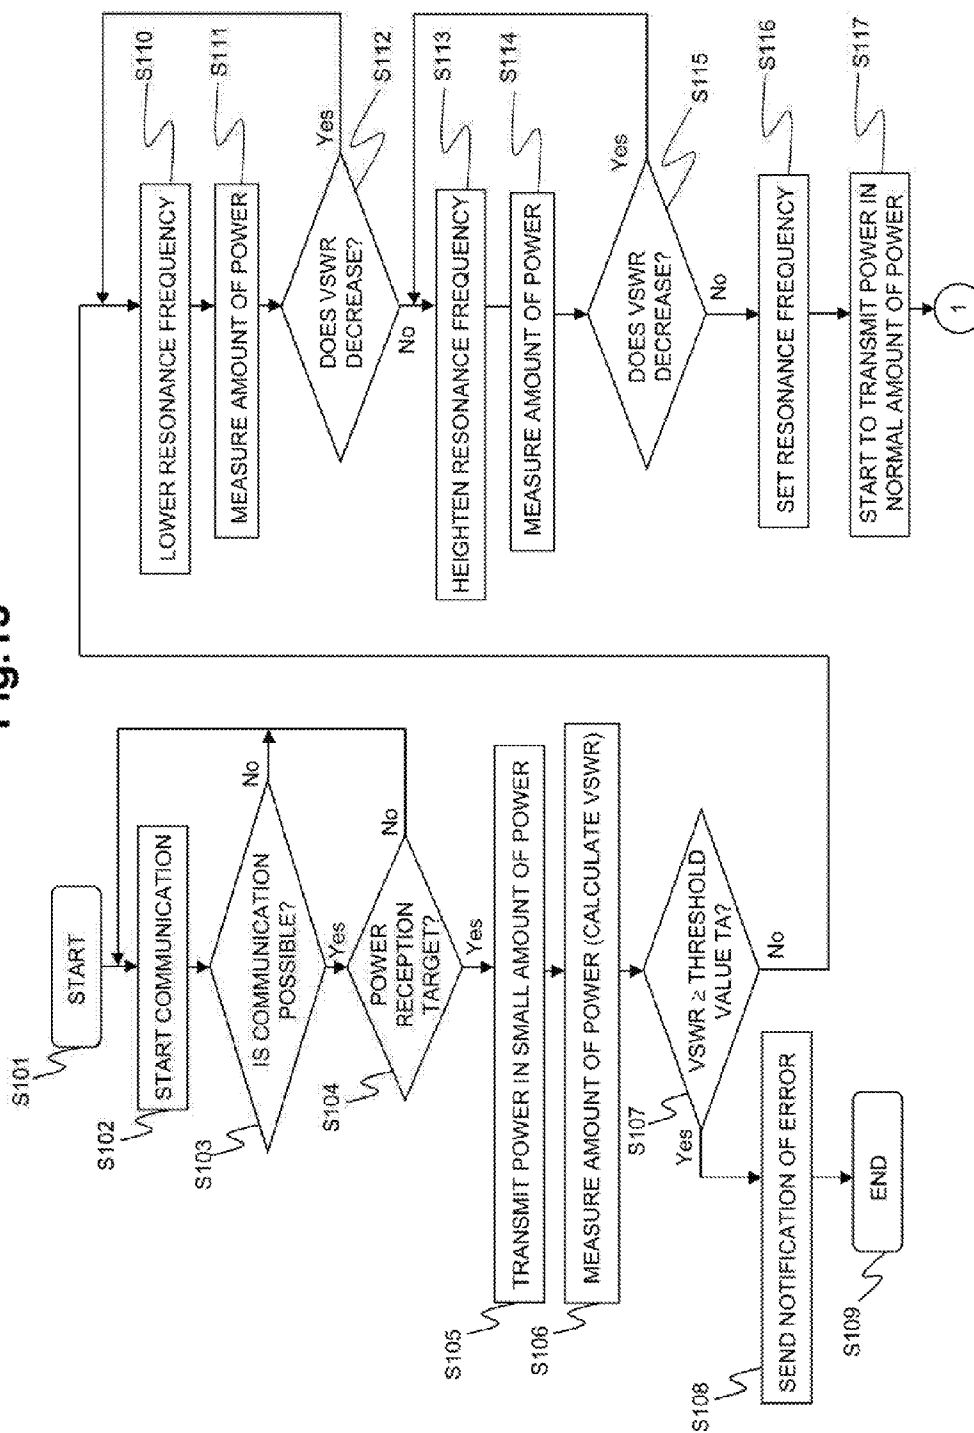 START
S101
START COMMUNICATION
S102
IS COMMUNICATION
POSSIBLE?
S103
No
Yes
POWER
RECEPTION
TARGET?
S104
No
Yes
TRANSMIT POWER IN SMALL AMOUNT OF POWER
S105
MEASURE AMOUNT OF POWER (CALCULATE VSWR)
S106
VSWR ≥ THRESHOLD
VALUE TA?
S107
Yes
No
SEND NOTIFICATION OF ERROR
S108
END
S109
LOWER RESONANCE FREQUENCY
S110
MEASURE AMOUNT OF POWER
S111
DOES VSWR
DECREASE?
S112
Yes
No
HEIGHTEN RESONANCE FREQUENCY
S113
MEASURE AMOUNT OF POWER
S114
DOES VSWR
DECREASE?
S115
Yes
No
SET RESONANCE FREQUENCY
S116
START TO TRANSMIT POWER IN
NORMAL AMOUNT OF POWER
S117
1